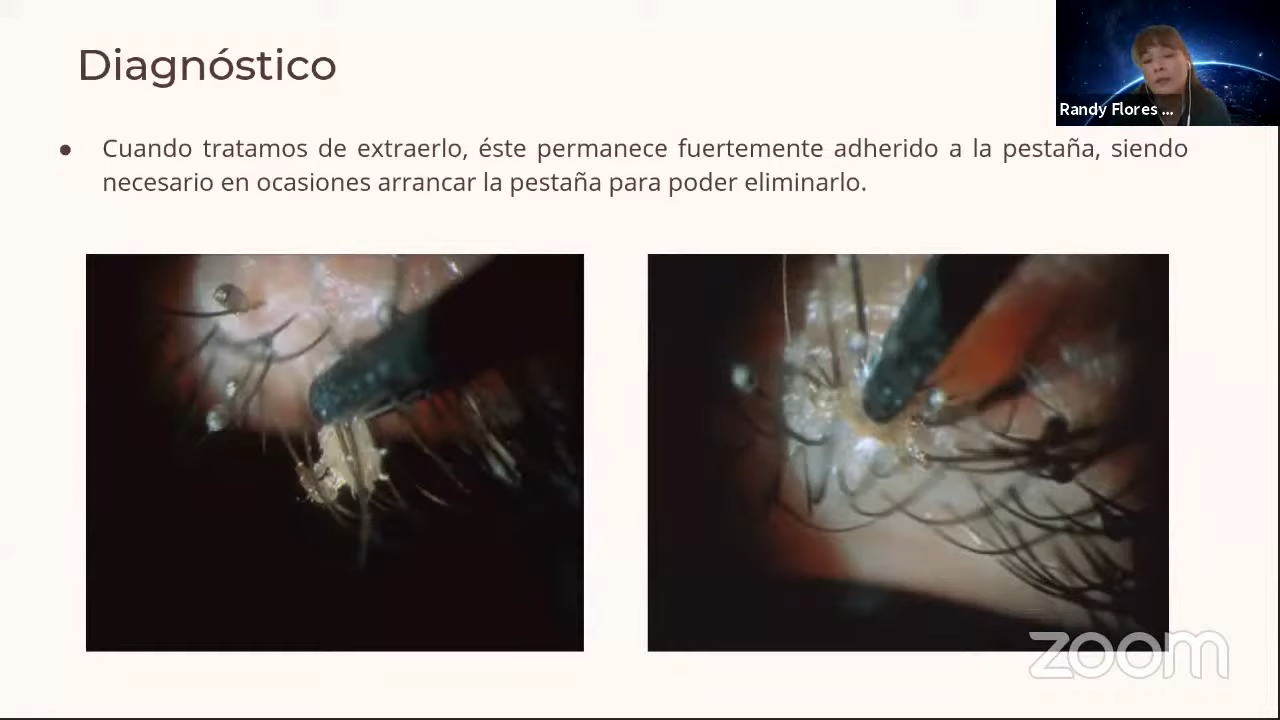 Diagnóstico
Randy Flores ...
● Cuando tratamos de extraerlo, éste permanece fuertemente adherido a la pestaña, siendo
necesario en ocasiones arrancar la pestaña para poder eliminarlo.
zoom